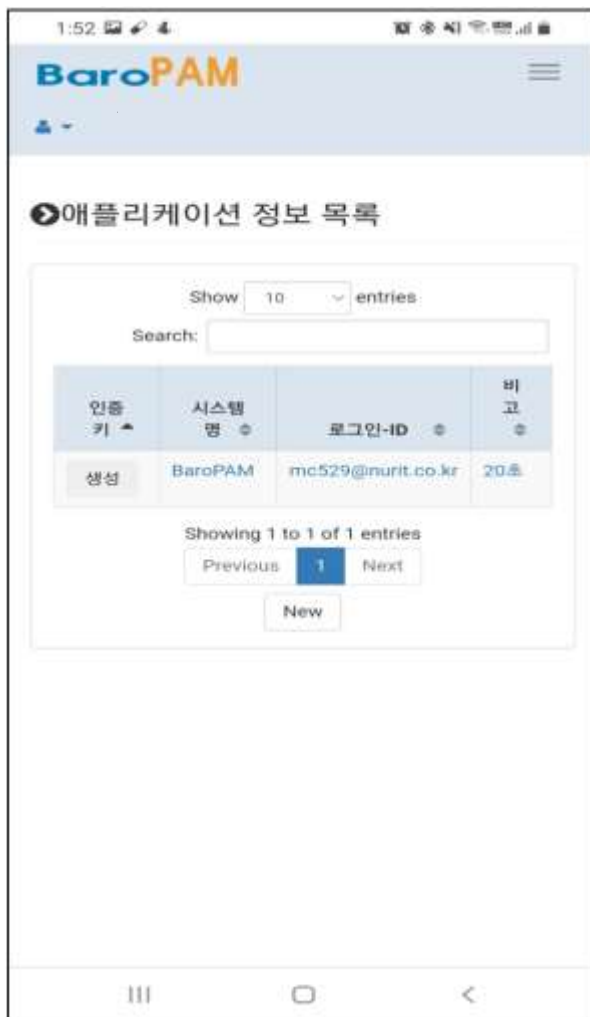 1:52
BaroPAM
애플리케이션 정보 목록
Show 10 entries
Search:
인증키 시스템명 로그인-ID 비고
생성 BaroPAM mc529@nurit.co.kr 20초
Showing 1 to 1 of 1 entries
Previous 1 Next
New